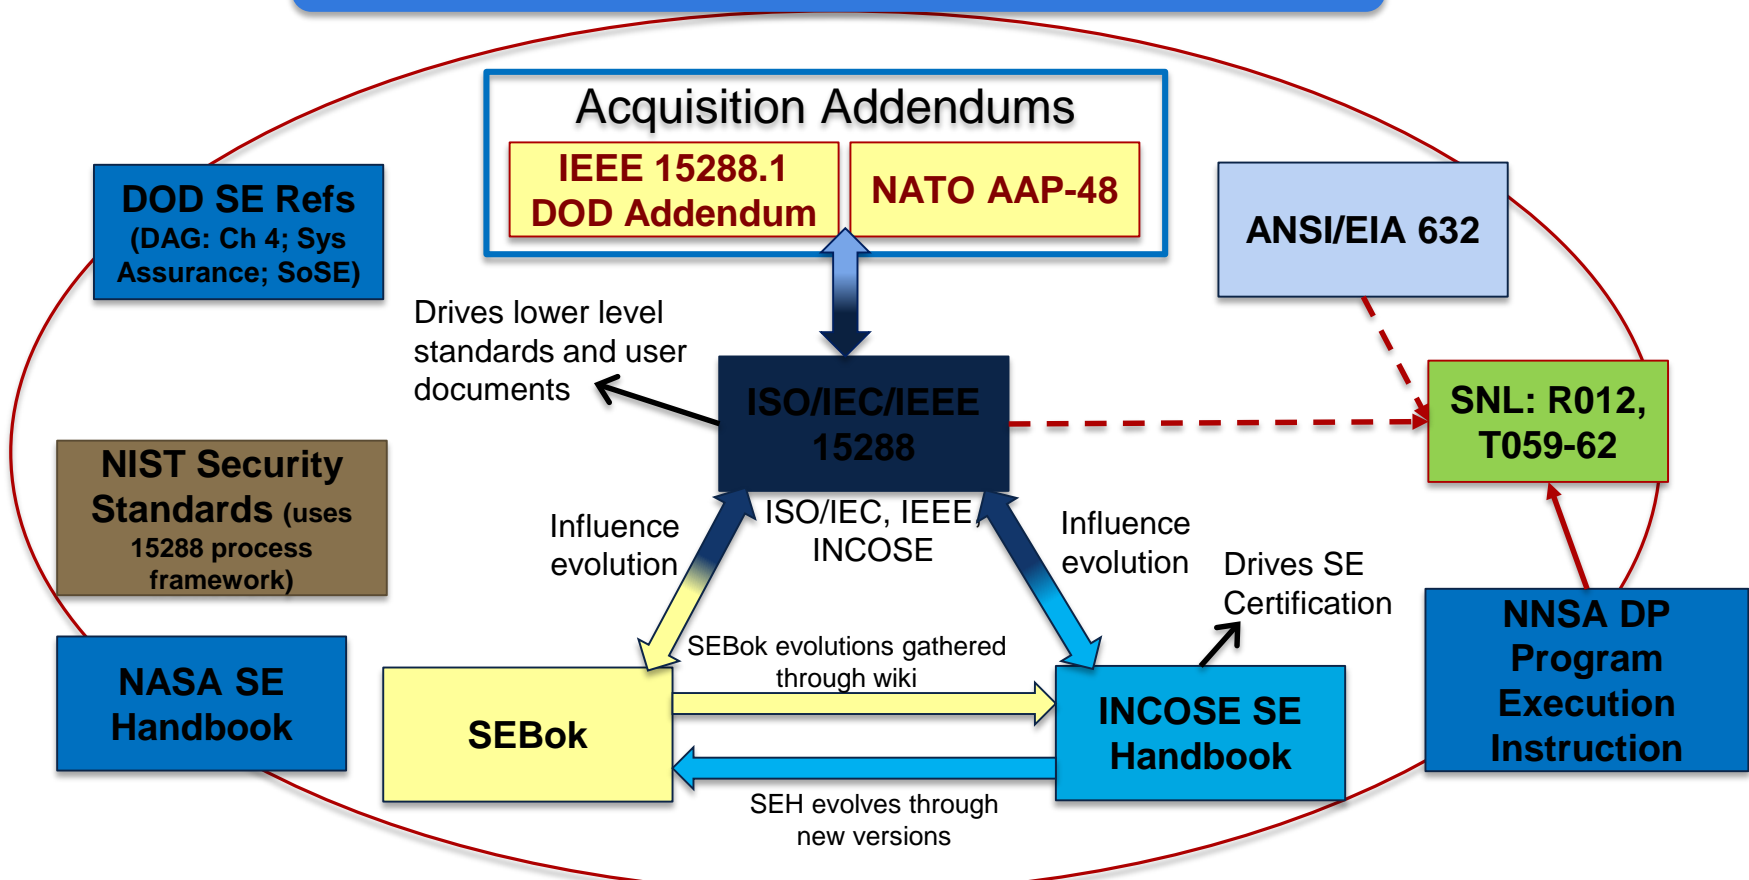 Acquisition Addendums
IEEE 15288.1
DOD Addendum
NATO AAP-48
DOD SE Refs
(DAG: Ch 4; Sys
Assurance; SoSE)
ANSI/EIA 632
Drives lower level
standards and user
documents
ISO/IEC/IEEE
15288
SNL: R012,
T059-62
NIST Security
Standards (uses
15288 process
framework)
Influence
evolution
ISO/IEC, IEEE,
INCOSE
Influence
evolution
Drives SE
Certification
NASA SE
Handbook
SEBok evolutions gathered
through wiki
SEBok
INCOSE SE
Handbook
NNSA DP
Program
Execution
Instruction
SEH evolves through
new versions